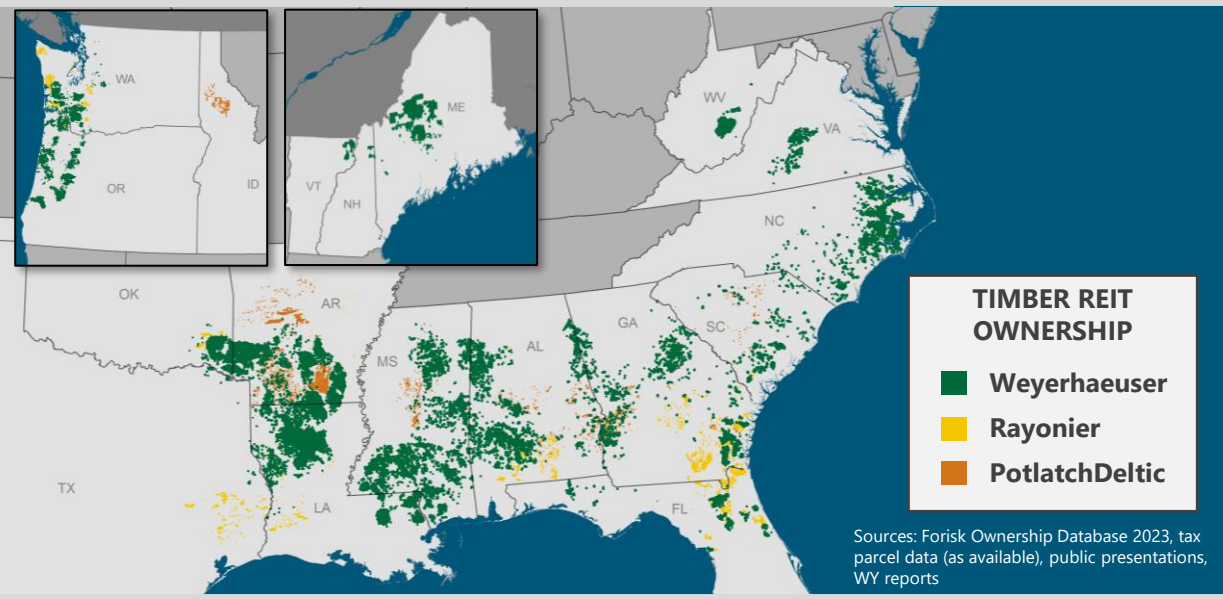 WA
OR
ID
ME
VT
NH
WV
VA
NC
OK
AR
TX
LA
MS
AL
GA
SC
FL
TIMBER REIT
OWNERSHIP
Weyerhaeuser
Rayonier
PotlatchDeltic
Sources: Forisk Ownership Database 2023, tax
parcel data (as available), public presentations,
WY reports